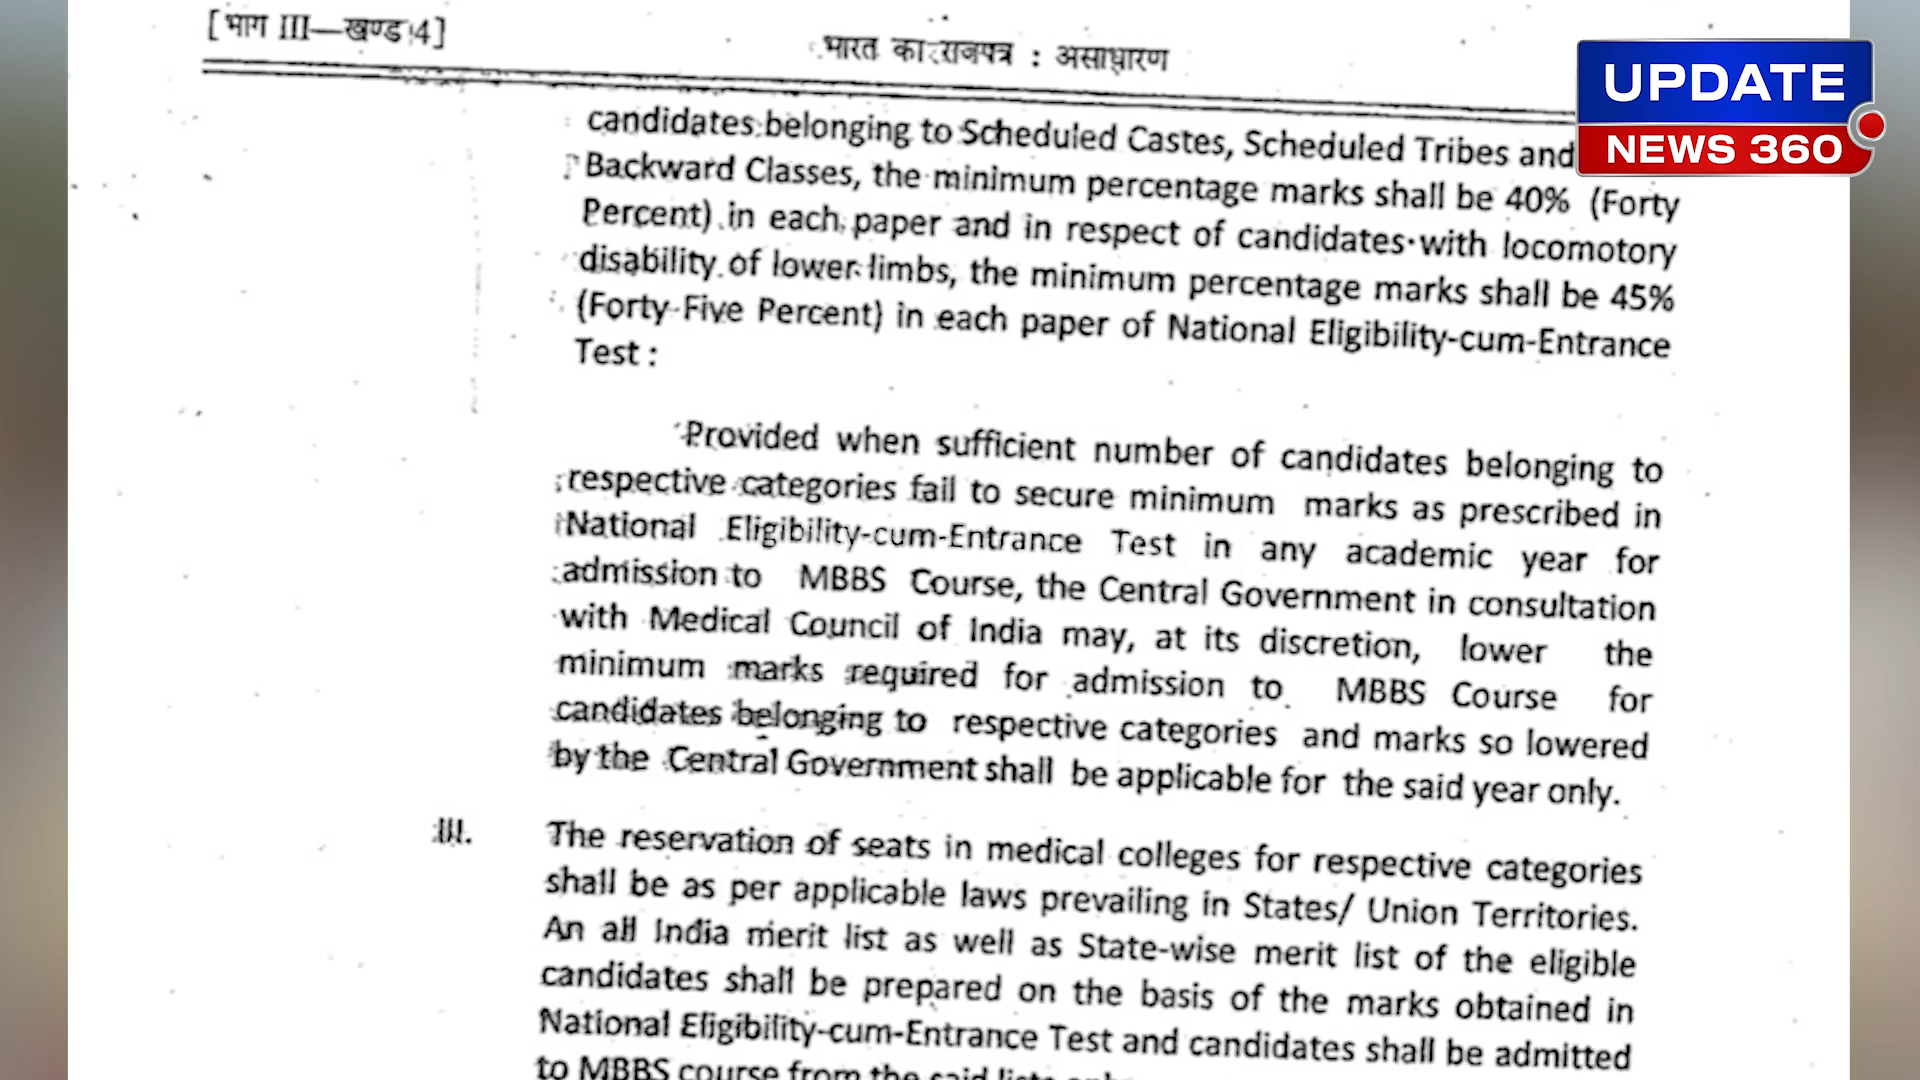 [भाग III—खण्ड 4]
भारत का राजपत्र : असाधारण
UPDATE
NEWS 360
candidates belonging to Scheduled Castes, Scheduled Tribes and
Backward Classes, the minimum percentage marks shall be 40% (Forty
Percent) in each paper and in respect of candidates with locomotory
disability of lower limbs, the minimum percentage marks shall be 45%
(Forty-Five Percent) in each paper of National Eligibility-cum-Entrance
Test :
Provided when sufficient number of candidates belonging to
respective categories fail to secure minimum marks as prescribed in
National Eligibility-cum-Entrance Test in any academic year for
admission to MBBS Course, the Central Government in consultation
with Medical Council of India may, at its discretion, lower the
minimum marks required for admission to MBBS Course for
candidates belonging to respective categories and marks so lowered
by the Central Government shall be applicable for the said year only.
III. The reservation of seats in medical colleges for respective categories
shall be as per applicable laws prevailing in States/ Union Territories.
An all India merit list as well as State-wise merit list of the eligible
candidates shall be prepared on the basis of the marks obtained in
National Eligibility-cum-Entrance Test and candidates shall be admitted
to MBBS course from the said lists only.